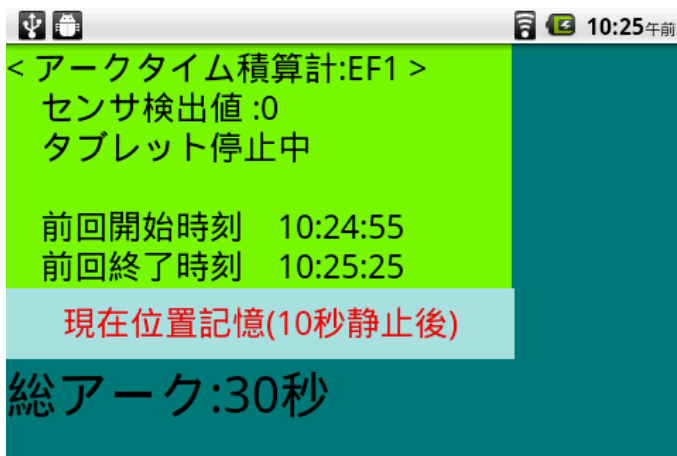 10:25午前
< アークタイム積算計:EF1 >
センサ検出値 :0
タブレット停止中
前回開始時刻 10:24:55
前回終了時刻 10:25:25
現在位置記憶(10秒静止後)
総アーク:30秒